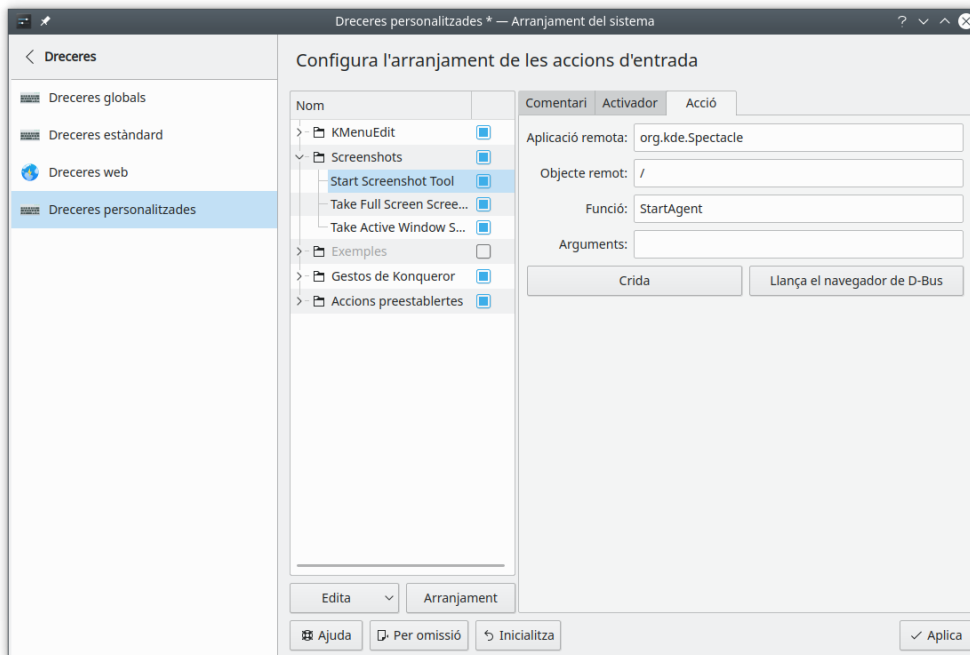 Dreceres personalitzades * — Arranjament del sistema
Dreceres
Dreceres globals
Dreceres estàndard
Dreceres web
Dreceres personalitzades
Configura l'arranjament de les accions d'entrada
Nom
KMenuEdit
Screenshots
Start Screenshot Tool
Take Full Screen Scree...
Take Active Window S...
Exemples
Gestos de Konqueror
Accions preestablertes
Edita
Arranjament
Comentari
Activador
Acció
Aplicació remota: org.kde.Spectacle
Objecte remot: /
Funció: StartAgent
Arguments:
Crida
Llança el navegador de D-Bus
Ajuda
Per omissió
Inicialitza
Aplica